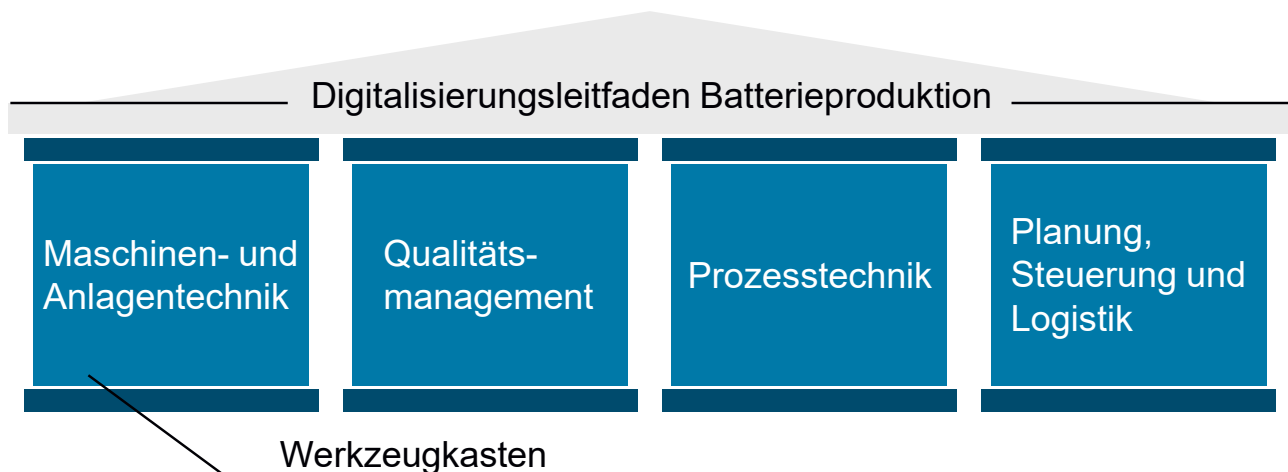 Digitalisierungsleitfaden Batterieproduktion
Maschinen- und
Anlagentechnik
Qualitäts-
management
Prozesstechnik
Planung,
Steuerung und
Logistik
Werkzeugkasten